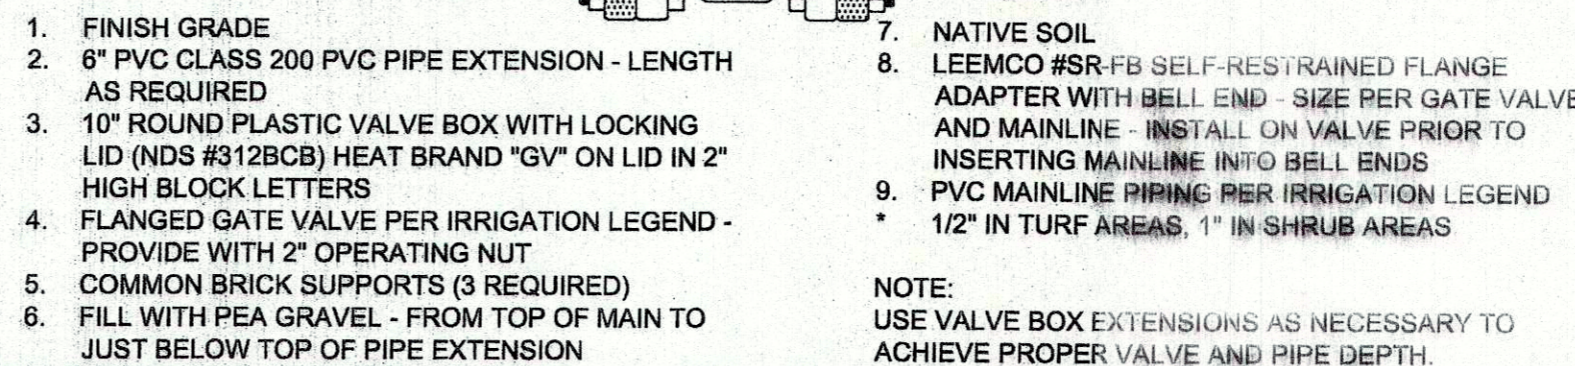 1. FINISH GRADE
2. 6" PVC CLASS 200 PVC PIPE EXTENSION - LENGTH
AS REQUIRED
3. 10" ROUND PLASTIC VALVE BOX WITH LOCKING
LID (NDS #312BCB) HEAT BRAND "GV" ON LID IN 2"
HIGH BLOCK LETTERS
4. FLANGED GATE VALVE PER IRRIGATION LEGEND -
PROVIDE WITH 2" OPERATING NUT
5. COMMON BRICK SUPPORTS (3 REQUIRED)
6. FILL WITH PEA GRAVEL - FROM TOP OF MAIN TO
JUST BELOW TOP OF PIPE EXTENSION
7. NATIVE SOIL
8. LEEMCO #SR-FB SELF-RESTRAINED FLANGE
ADAPTER WITH BELL END - SIZE PER GATE VALVE
AND MAINLINE - INSTALL ON VALVE PRIOR TO
INSERTING MAINLINE INTO BELL ENDS
9. PVC MAINLINE PIPING PER IRRIGATION LEGEND
* 1/2" IN TURF AREAS, 1" IN SHRUB AREAS
NOTE:
USE VALVE BOX EXTENSIONS AS NECESSARY TO
ACHIEVE PROPER VALVE AND PIPE DEPTH.